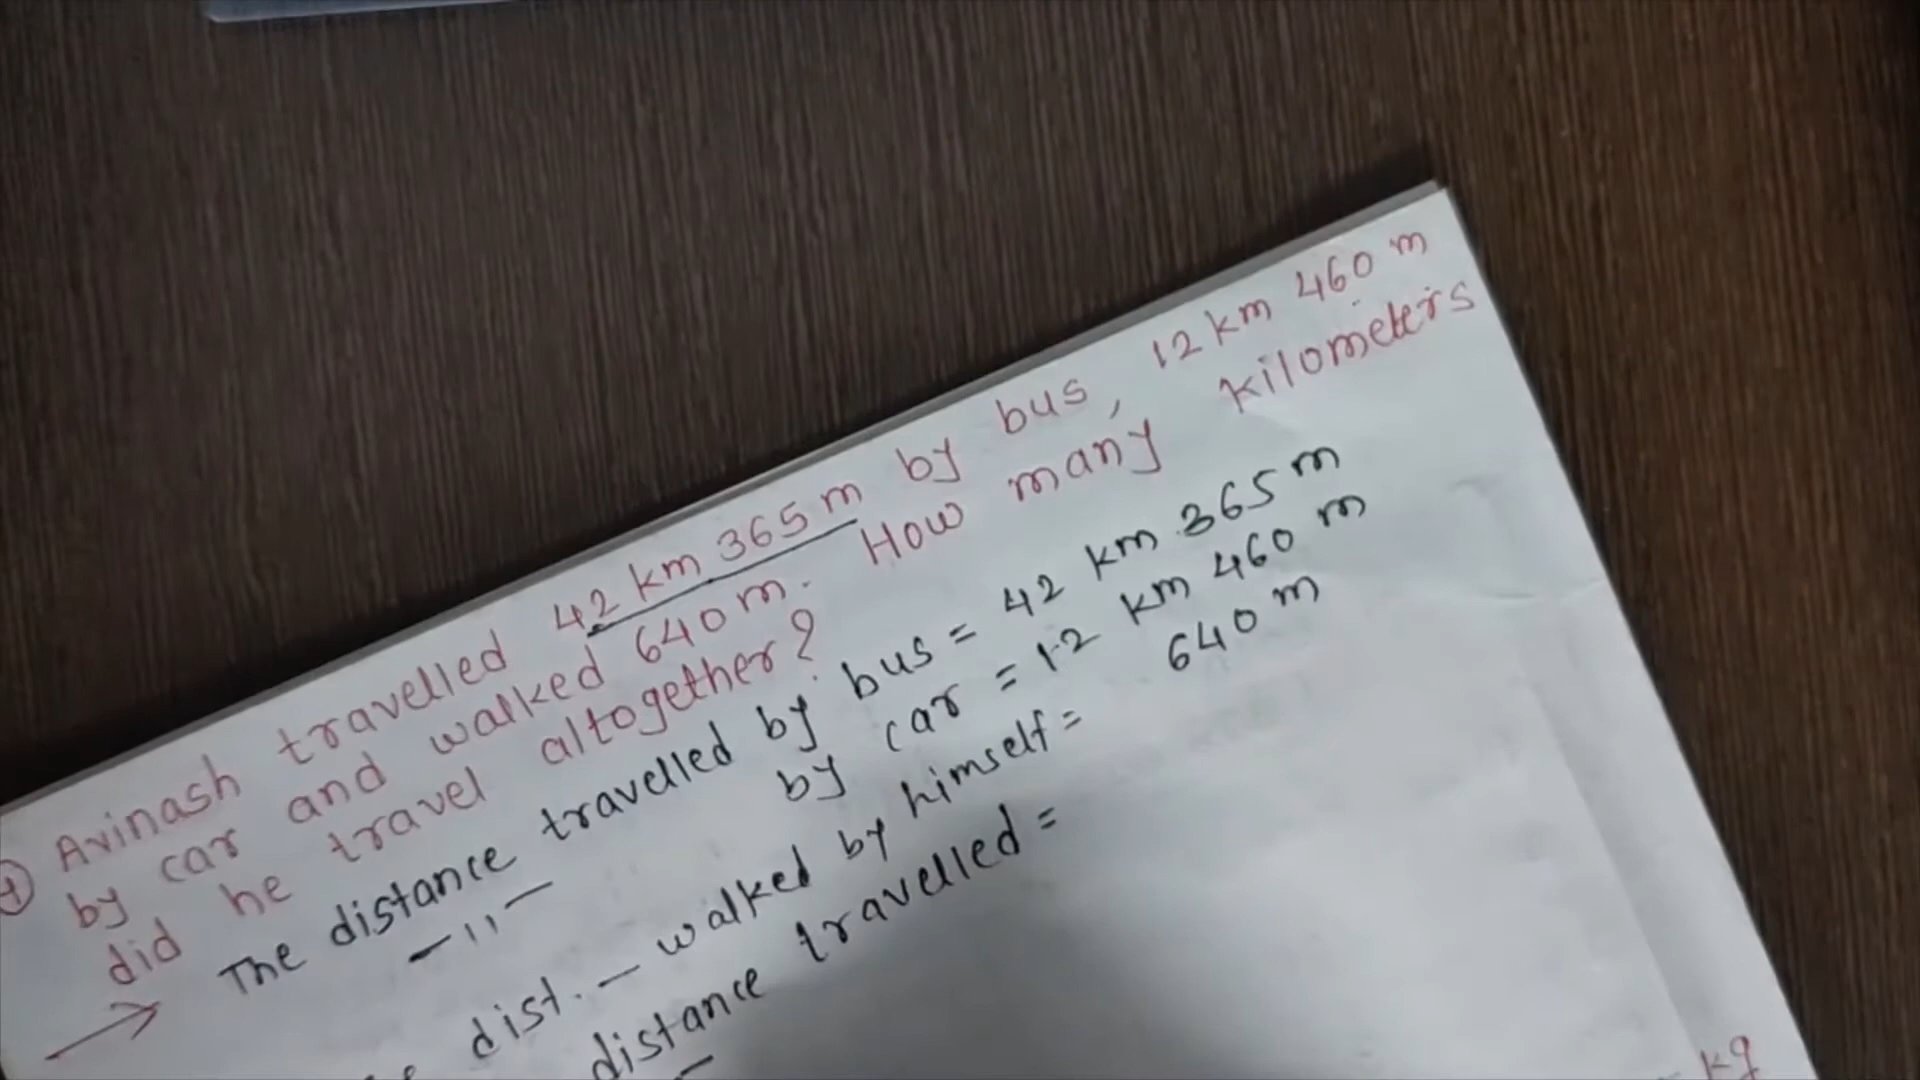 ④ Avinash travelled 42 km 365 m by bus, 12 km 460 m
by car and walked 640 m. How many kilometers
did he travel altogether?
→ The distance travelled by bus = 42 km 365 m
—〃— by car = 12 km 460 m
dist. — walked by himself = 640 m
distance travelled =
kg